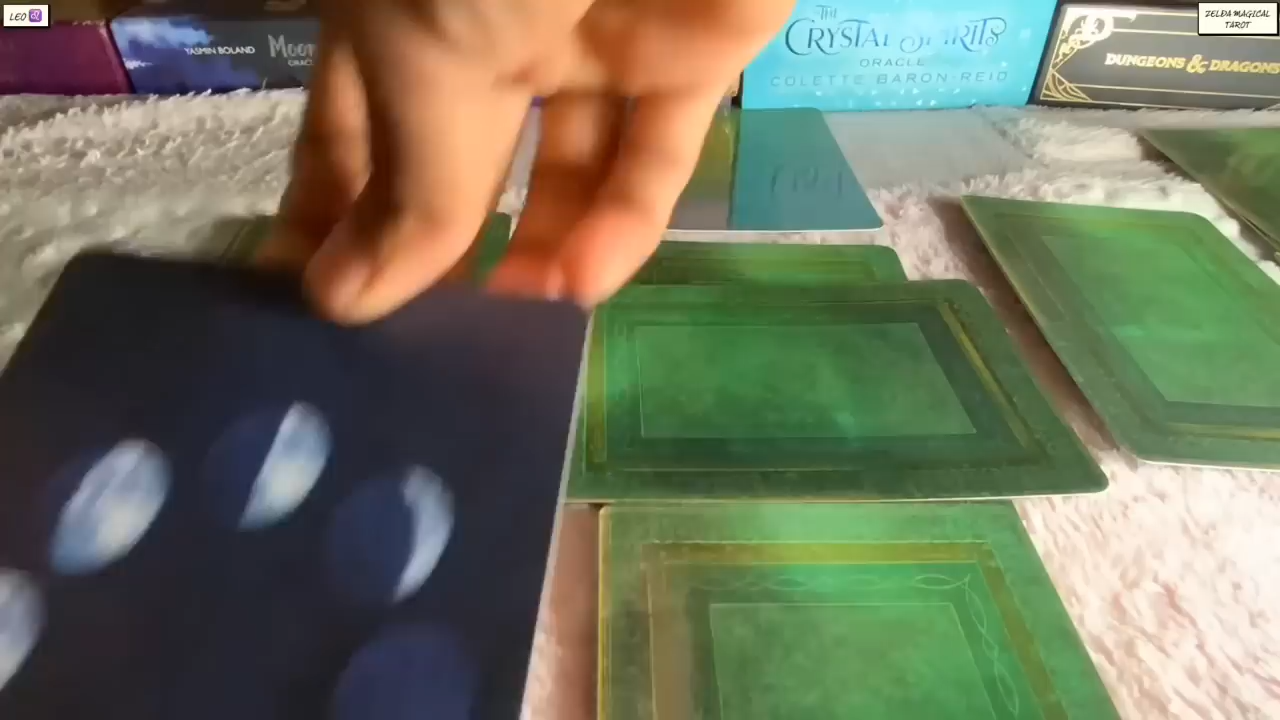 LEO ♌
YASMIN BOLAND
Moon
ORACLE
THE
CRYSTAL SPIRITS
ORACLE
COLETTE BARON-REID
DUNGEONS & DRAGONS
ZELDA MAGICAL
TAROT